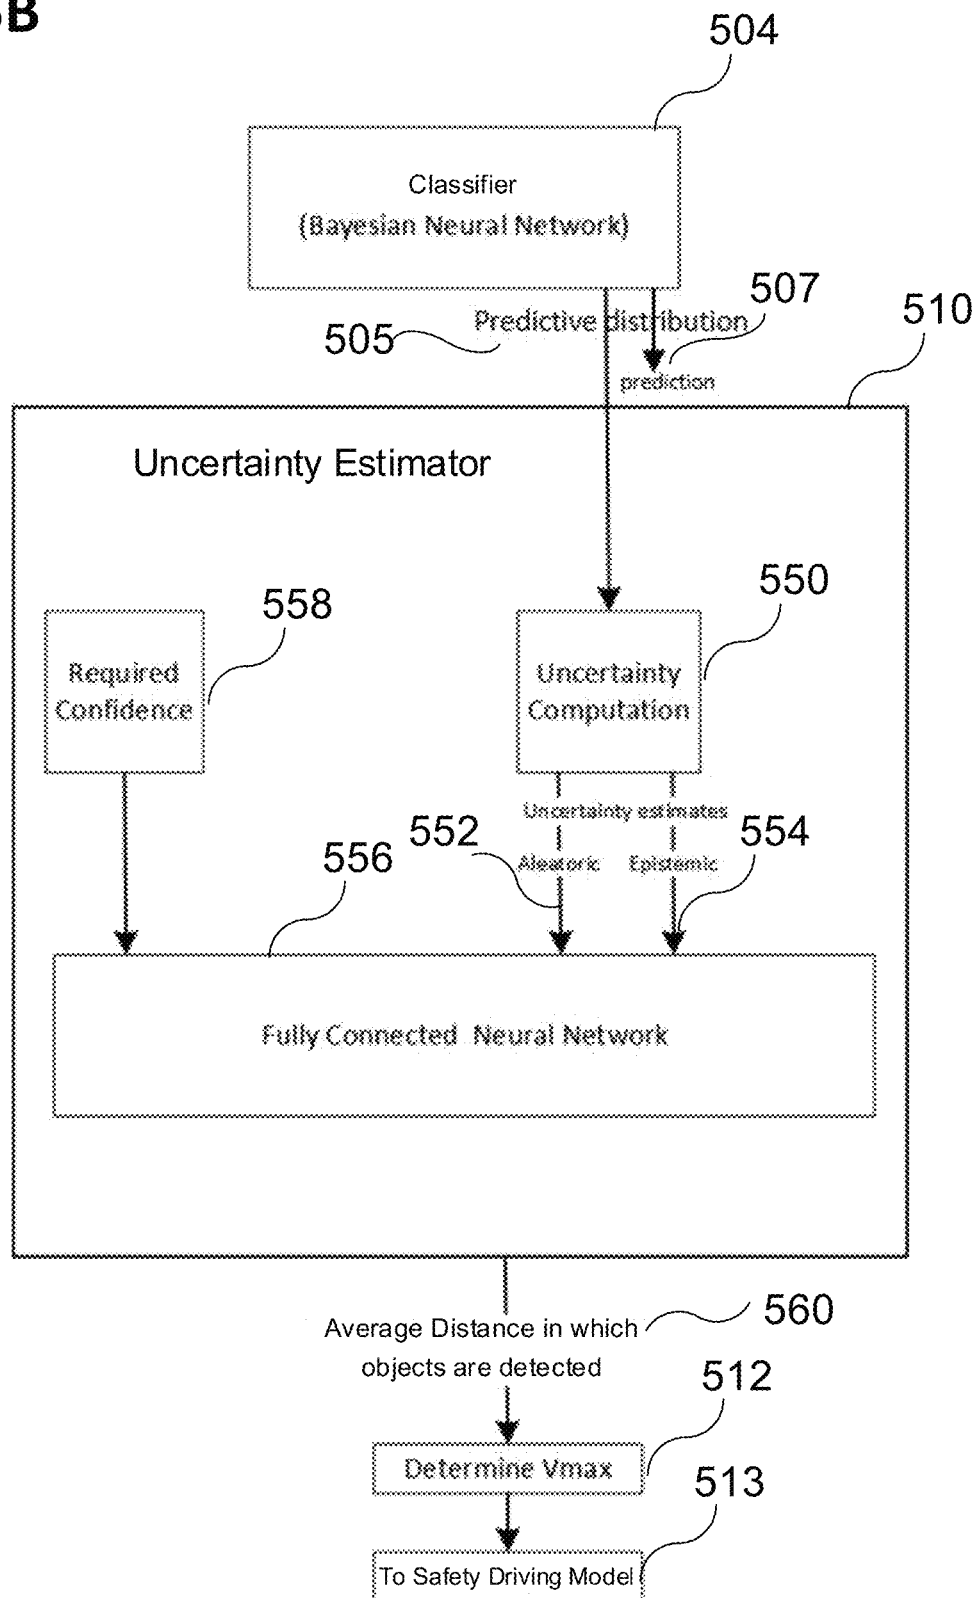 504
Classifier
(Bayesian Neural Network)
507
Predictive distribution
510
505
prediction
Uncertainty Estimator
550
558
Required
Confidence
Uncertainty
Computation
Uncertainty estimates
552
554
556
Aleatoric
Epistemic
Fully Connected Neural Network
560
Average Distance in which
objects are detected
512
Determine Vmax
513
To Safety Driving Model